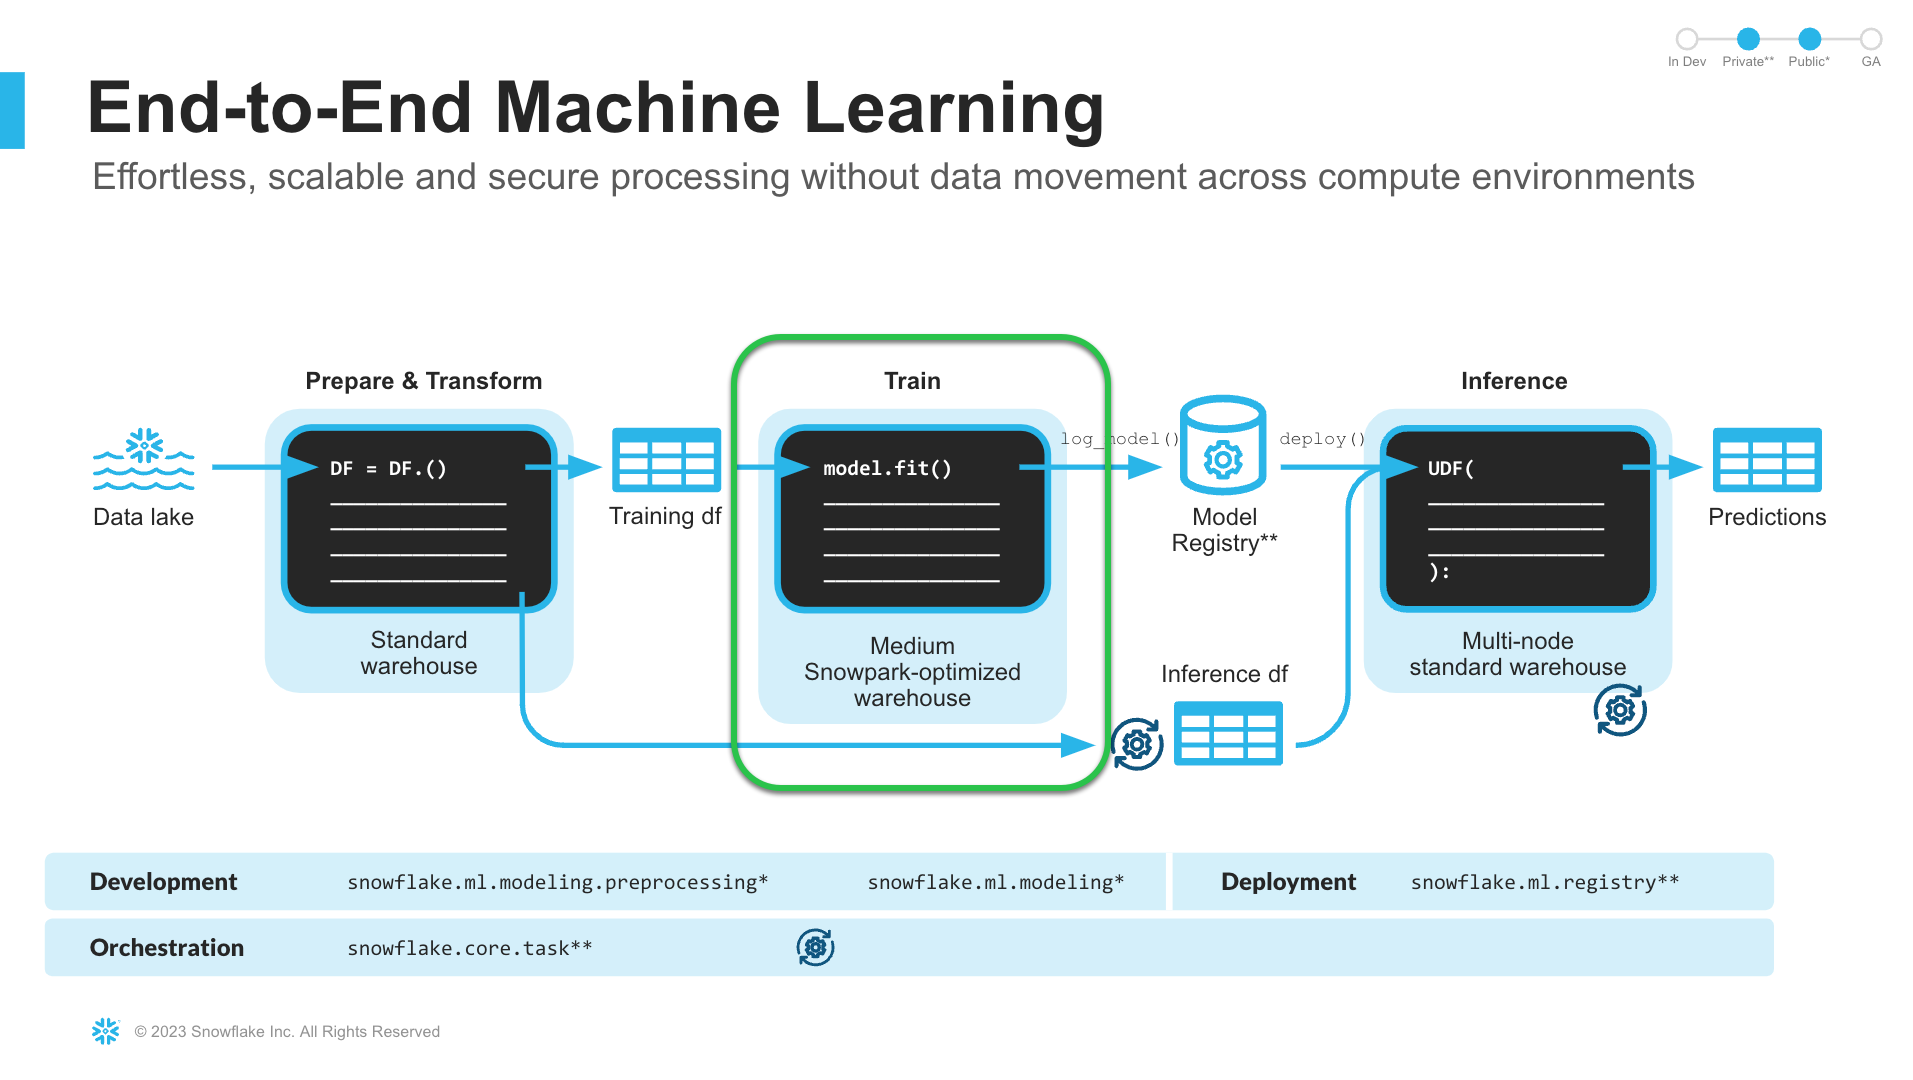 In Dev Private** Public* GA
End-to-End Machine Learning
Effortless, scalable and secure processing without data movement across compute environments
Prepare & Transform
Train
Inference
Data lake
DF = DF.()
Standard
warehouse
Training df
model.fit()
Medium
Snowpark-optimized
warehouse
log_model()
Model
Registry**
deploy()
Inference df
UDF(
):
Multi-node
standard warehouse
Predictions
Development snowflake.ml.modeling.preprocessing* snowflake.ml.modeling* Deployment snowflake.ml.registry**
Orchestration snowflake.core.task**
© 2023 Snowflake Inc. All Rights Reserved